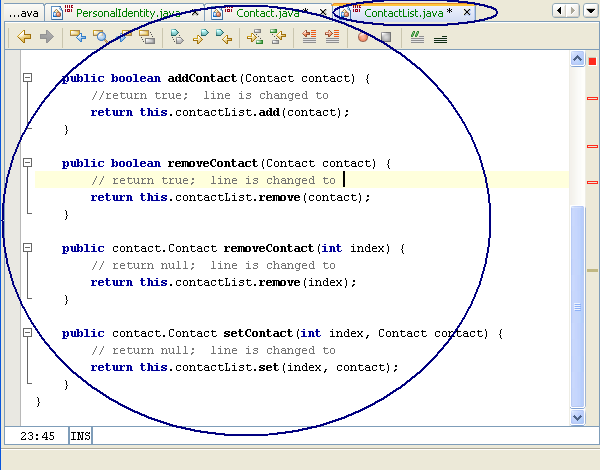 ...ava PersonalIdentity.java Contact.java * ContactList.java *
public boolean addContact(Contact contact) {
//return true;  line is changed to
return this.contactList.add(contact);
}
public boolean removeContact(Contact contact) {
// return true;  line is changed to
return this.contactList.remove(contact);
}
public contact.Contact removeContact(int index) {
// return null;  line is changed to
return this.contactList.remove(index);
}
public contact.Contact setContact(int index, Contact contact) {
// return null;  line is changed to
return this.contactList.set(index, contact);
}
}
23:45 INS